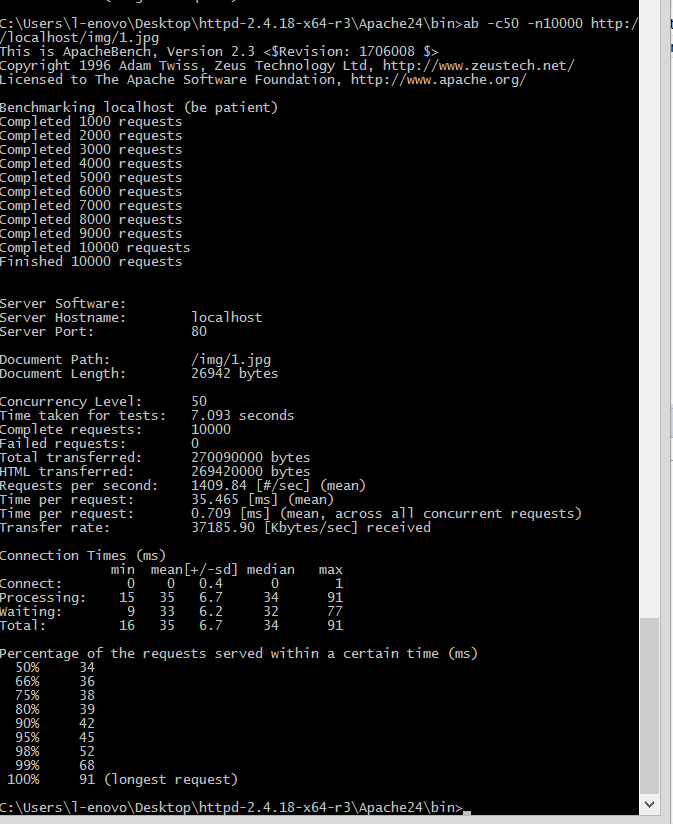 C:\Users\l-enovo\Desktop\httpd-2.4.18-x64-r3\Apache24\bin>ab -c50 -n10000 http:/
/localhost/img/1.jpg
This is ApacheBench, Version 2.3 <$Revision: 1706008 $>
Copyright 1996 Adam Twiss, Zeus Technology Ltd, http://www.zeustech.net/
Licensed to The Apache Software Foundation, http://www.apache.org/

Benchmarking localhost (be patient)
Completed 1000 requests
Completed 2000 requests
Completed 3000 requests
Completed 4000 requests
Completed 5000 requests
Completed 6000 requests
Completed 7000 requests
Completed 8000 requests
Completed 9000 requests
Completed 10000 requests
Finished 10000 requests


Server Software:
Server Hostname:        localhost
Server Port:            80

Document Path:          /img/1.jpg
Document Length:        26942 bytes

Concurrency Level:      50
Time taken for tests:   7.093 seconds
Complete requests:      10000
Failed requests:        0
Total transferred:      270090000 bytes
HTML transferred:       269420000 bytes
Requests per second:    1409.84 [#/sec] (mean)
Time per request:       35.465 [ms] (mean)
Time per request:       0.709 [ms] (mean, across all concurrent requests)
Transfer rate:          37185.90 [Kbytes/sec] received

Connection Times (ms)
              min  mean[+/-sd] median   max
Connect:        0    0   0.4      0       1
Processing:    15   35   6.7     34      91
Waiting:        9   33   6.2     32      77
Total:         16   35   6.7     34      91

Percentage of the requests served within a certain time (ms)
  50%     34
  66%     36
  75%     38
  80%     39
  90%     42
  95%     45
  98%     52
  99%     68
 100%     91 (longest request)

C:\Users\l-enovo\Desktop\httpd-2.4.18-x64-r3\Apache24\bin>